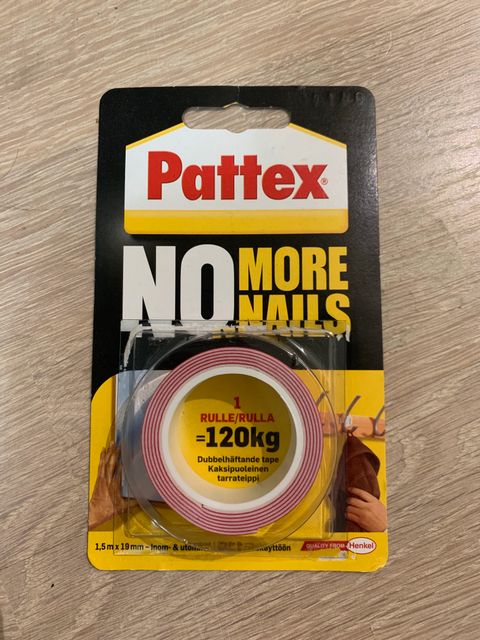 Pattex®
NO MORE
NAILS
1
RULLE/RULLA
=120kg
Dubbelhäftande tape
Kaksipuoleinen
tarrateippi
1,5 m x 19 mm – Inom- &
QUALITY FROM Henkel